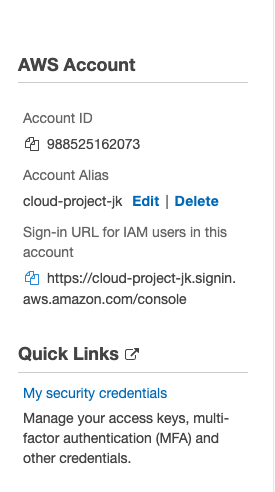 AWS Account
Account ID
988525162073
Account Alias
cloud-project-jk Edit | Delete
Sign-in URL for IAM users in this
account
https://cloud-project-jk.signin.
aws.amazon.com/console
Quick Links
My security credentials
Manage your access keys, multi-
factor authentication (MFA) and
other credentials.